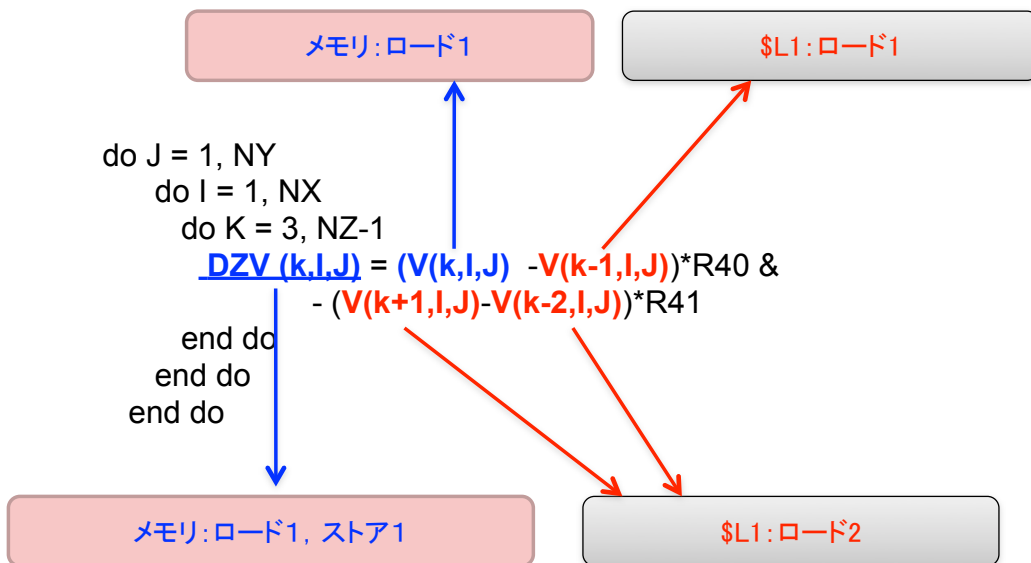 メモリ:ロード1
$L1:ロード1
do J = 1, NY
do I = 1, NX
do K = 3, NZ-1
DZV (k,I,J) = (V(k,I,J) -V(k-1,I,J))*R40 &
- (V(k+1,I,J)-V(k-2,I,J))*R41
end do
end do
end do
メモリ:ロード1, ストア1
$L1:ロード2